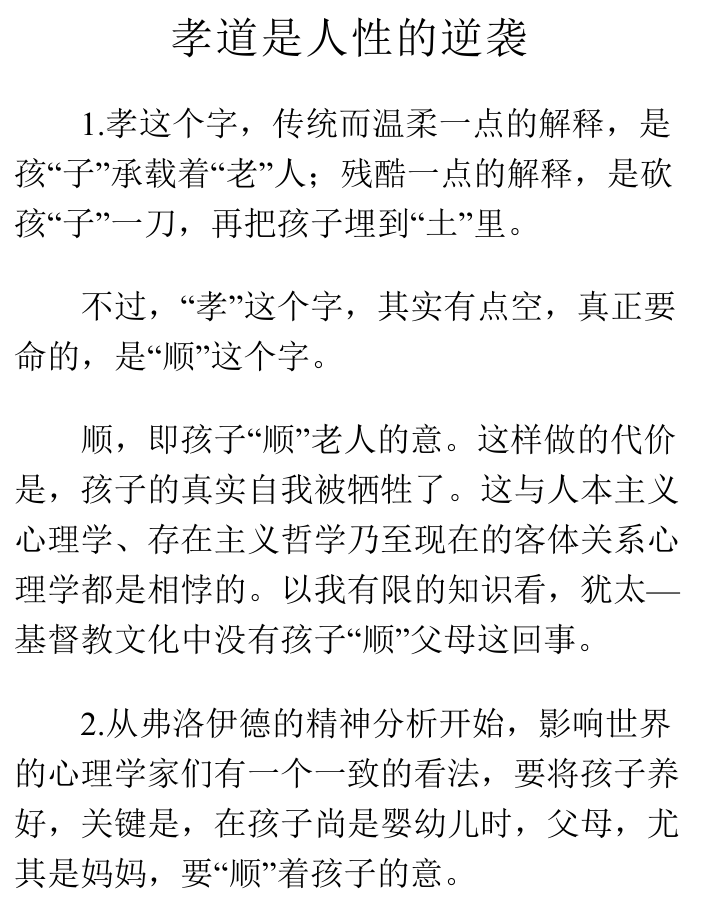 孝道是人性的逆袭
1.孝这个字，传统而温柔一点的解释，是
孩“子”承载着“老”人；残酷一点的解释，是砍
孩“子”一刀，再把孩子埋到“土”里。
不过，“孝”这个字，其实有点空，真正要
命的，是“顺”这个字。
顺，即孩子“顺”老人的意。这样做的代价
是，孩子的真实自我被牺牲了。这与人本主义
心理学、存在主义哲学乃至现在的客体关系心
理学都是相悖的。以我有限的知识看，犹太—
基督教文化中没有孩子“顺”父母这回事。
2.从弗洛伊德的精神分析开始，影响世界
的心理学家们有一个一致的看法，要将孩子养
好，关键是，在孩子尚是婴幼儿时，父母，尤
其是妈妈，要“顺”着孩子的意。